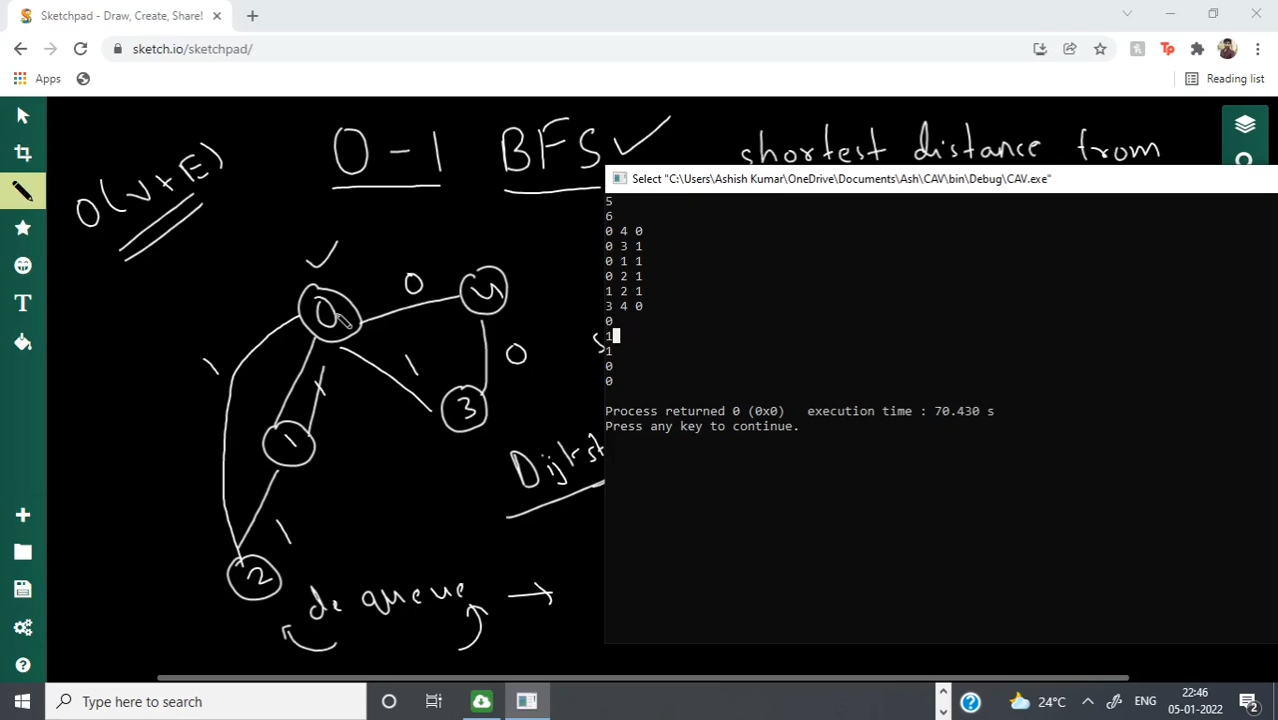 Sketchpad - Draw, Create, Share!
sketch.io/sketchpad/
Apps
Reading list
0-1 BFS
shortest distance from
O(V+E)
Select "C:\Users\Ashish Kumar\OneDrive\Documents\Ash\CAV\bin\Debug\CAV.exe"
5
6
0 4 0
0 3 1
0 1 1
0 2 1
1 2 1
3 4 0
0
1
1
0
0
Process returned 0 (0x0) execution time : 70.430 s
Press any key to continue.
0
4
0
0
1
1
3
1
1
1
2
de queue →
Type here to search
24°C
ENG
22:46
05-01-2022
2